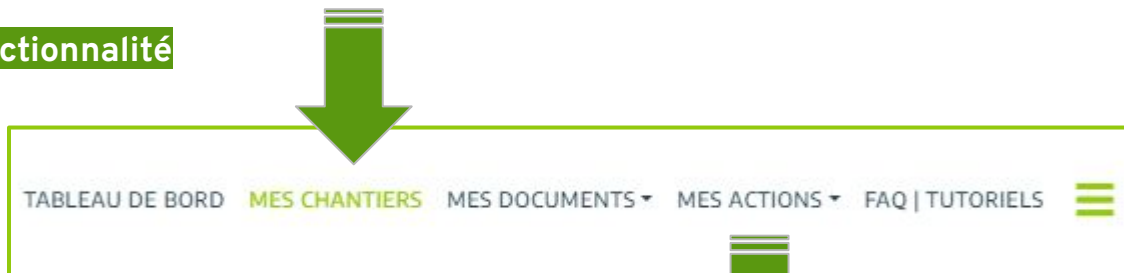 ctionnalité
TABLEAU DE BORD MES CHANTIERS MES DOCUMENTS MES ACTIONS FAQ | TUTORIELS